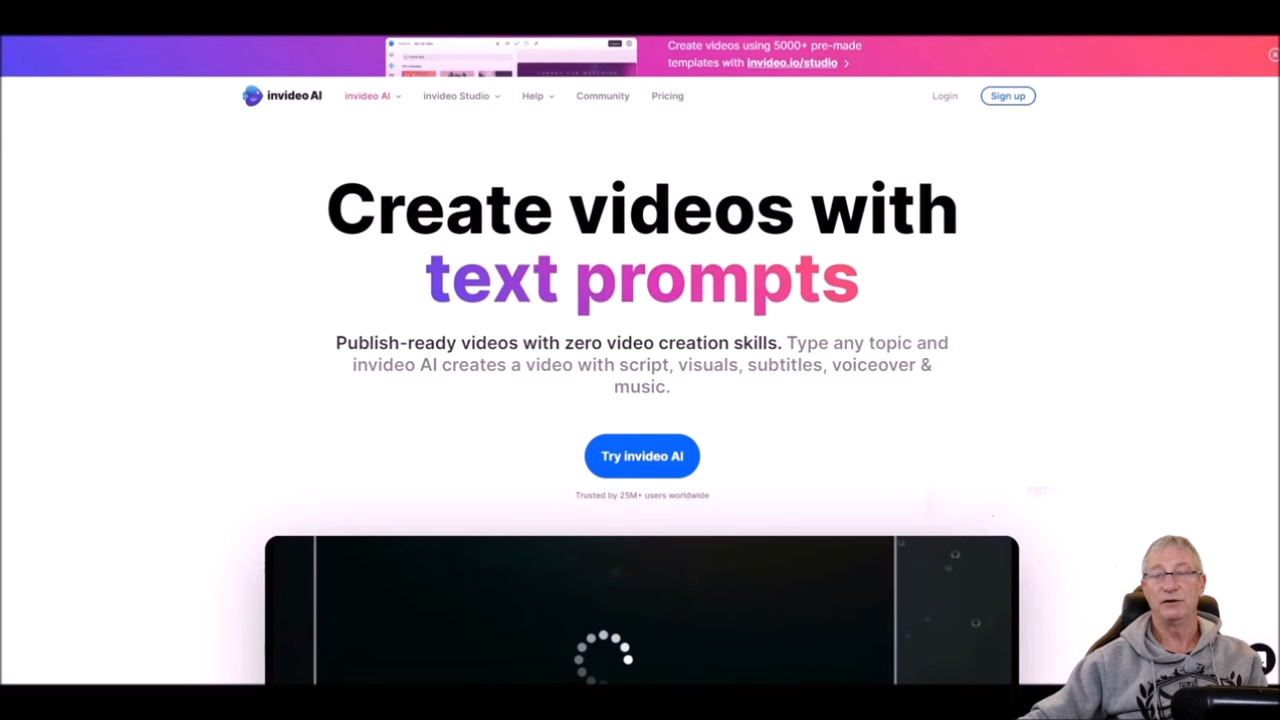 Create videos using 5000+ pre-made
templates with invideo.io/studio
invideo AI
invideo AI
invideo Studio
Help
Community
Pricing
Login
Sign up
Create videos with
text prompts
Publish-ready videos with zero video creation skills. Type any topic and
invideo AI creates a video with script, visuals, subtitles, voiceover &
music.
Try invideo AI
Trusted by 25M+ users worldwide